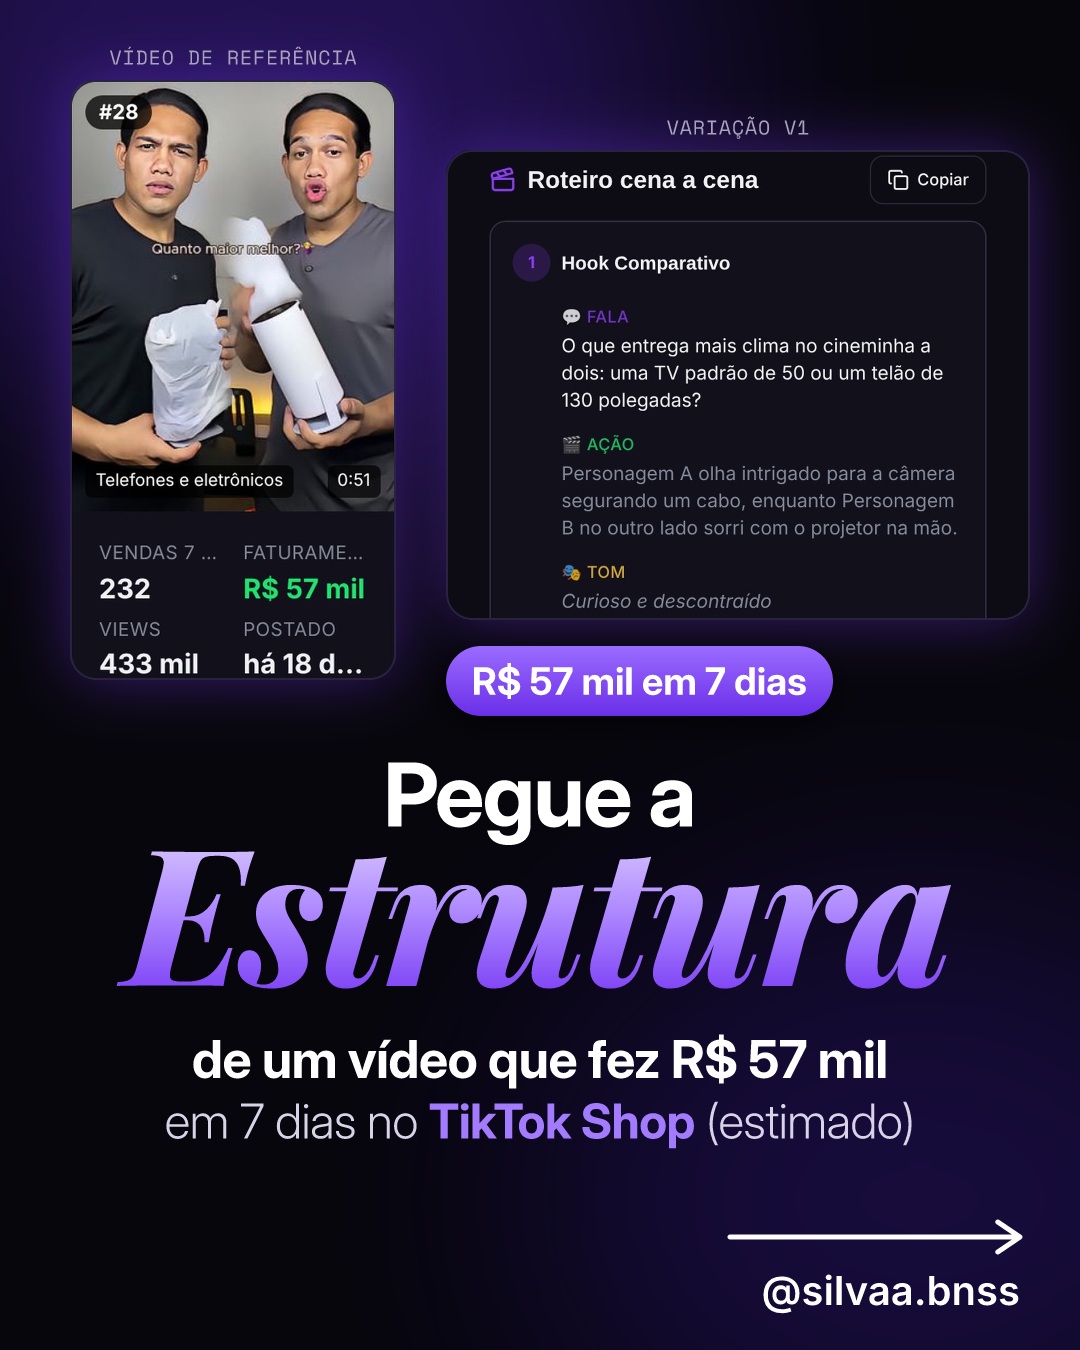 VÍDEO DE REFERÊNCIA
#28
Quanto maior melhor?
Telefones e eletrônicos
0:51
VENDAS 7 ...
FATURAME...
232
R$ 57 mil
VIEWS
POSTADO
433 mil
há 18 d...
VARIAÇÃO V1
Roteiro cena a cena
Copiar
1
Hook Comparativo
FALA
O que entrega mais clima no cineminha a
dois: uma TV padrão de 50 ou um telão de
130 polegadas?
AÇÃO
Personagem A olha intrigado para a câmera
segurando um cabo, enquanto Personagem
B no outro lado sorri com o projetor na mão.
TOM
Curioso e descontraído
R$ 57 mil em 7 dias
Pegue a
Estrutura
de um vídeo que fez R$ 57 mil
em 7 dias no TikTok Shop (estimado)
@silvaa.bnss